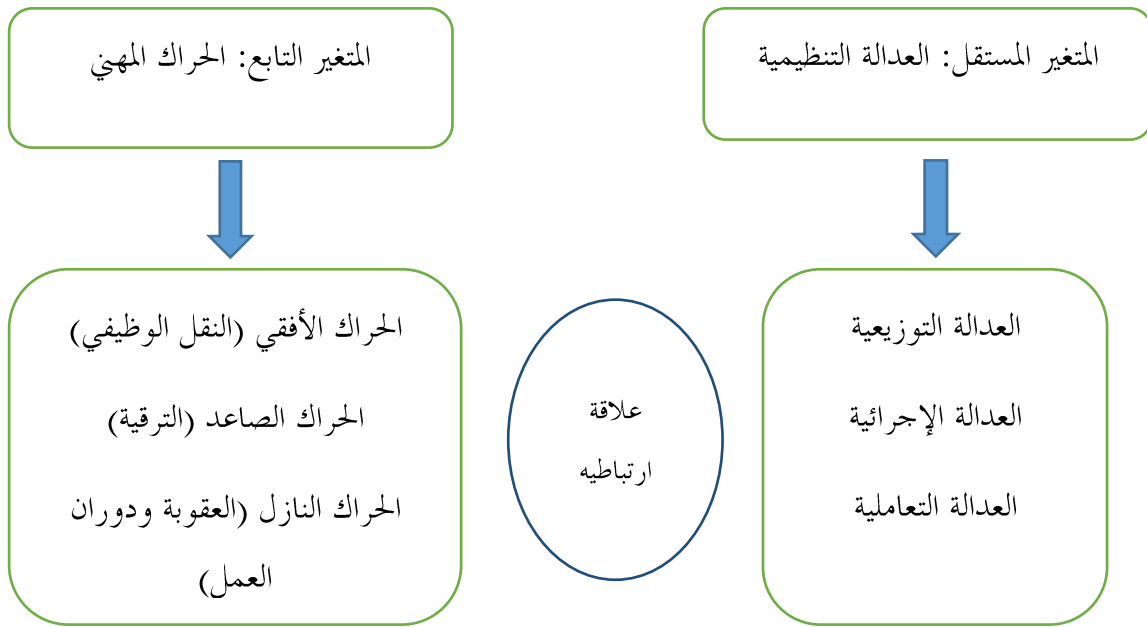 المتغير المستقل: العدالة التنظيمية
المتغير التابع: الحراك المهني
العدالة التوزيعية
العدالة الإجرائية
العدالة التعاملية
علاقة
ارتباطيه
الحراك الأفقي (النقل الوظيفي)
الحراك الصاعد (الترقية)
الحراك النازل (العقوبة ودوران
العمل)